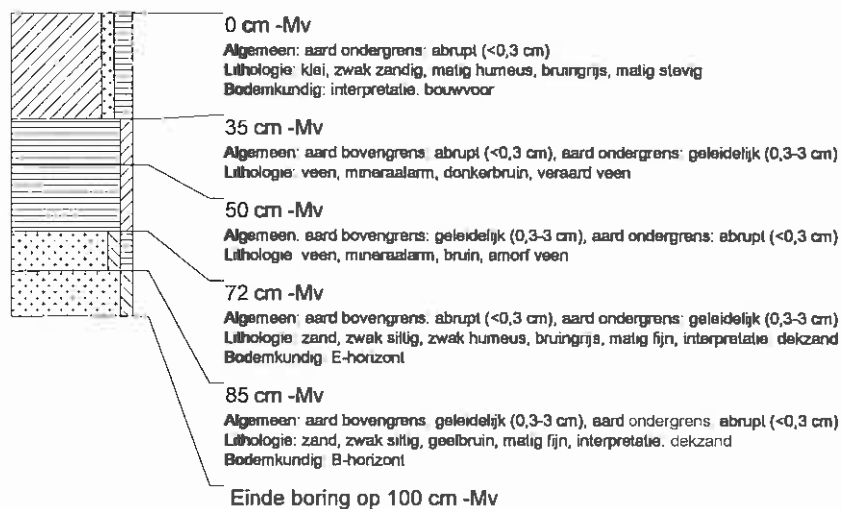 0 cm -Mv
Algemeen: aard ondergrens: abrupt (<0,3 cm)
Lithologie: klei, zwak zandig, matig humeus, bruingrijs, matig stevig
Bodemkundig: interpretatie: bouwvoor
35 cm -Mv
Algemeen: aard bovengrens: abrupt (<0,3 cm), aard ondergrens: geleidelijk (0,3-3 cm)
Lithologie: veen, mineraalarm, donkerbruin, veraard veen
50 cm -Mv
Algemeen: aard bovengrens: geleidelijk (0,3-3 cm), aard ondergrens: abrupt (<0,3 cm)
Lithologie: veen, mineraalarm, bruin, amorf veen
72 cm -Mv
Algemeen: aard bovengrens: abrupt (<0,3 cm), aard ondergrens: geleidelijk (0,3-3 cm)
Lithologie: zand, zwak siltig, zwak humeus, bruingrijs, matig fijn, interpretatie: dekzand
Bodemkundig: E-horizont
85 cm -Mv
Algemeen: aard bovengrens: geleidelijk (0,3-3 cm), aard ondergrens: abrupt (<0,3 cm)
Lithologie: zand, zwak siltig, geelbruin, matig fijn, interpretatie: dekzand
Bodemkundig: B-horizont
Einde boring op 100 cm -Mv